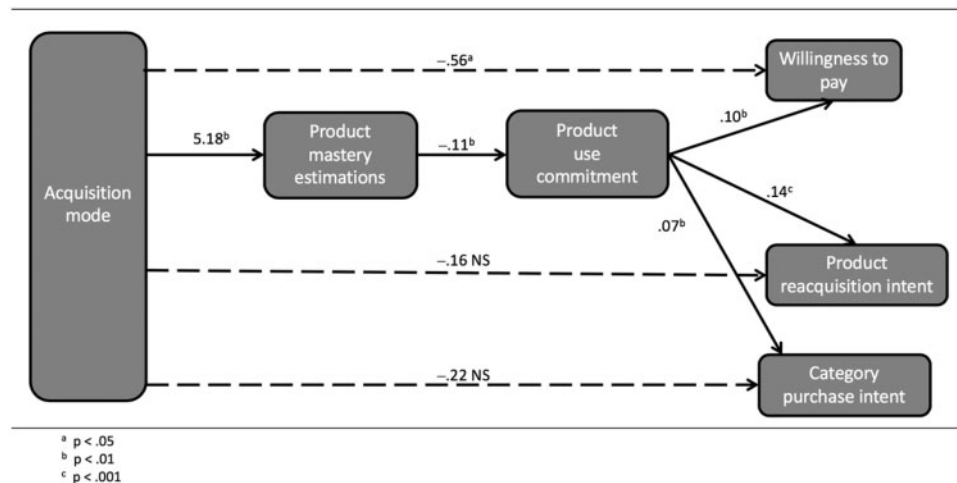 −.56ᵃ
Willingness to
pay
5.18ᵇ
Product
mastery
estimations
−.11ᵇ
Product
use
commitment
.10ᵇ
Acquisition
mode
.14ᶜ
.07ᵇ
−.16 NS
Product
reacquisition intent
−.22 NS
Category
purchase intent
ᵃ p < .05
ᵇ p < .01
ᶜ p < .001